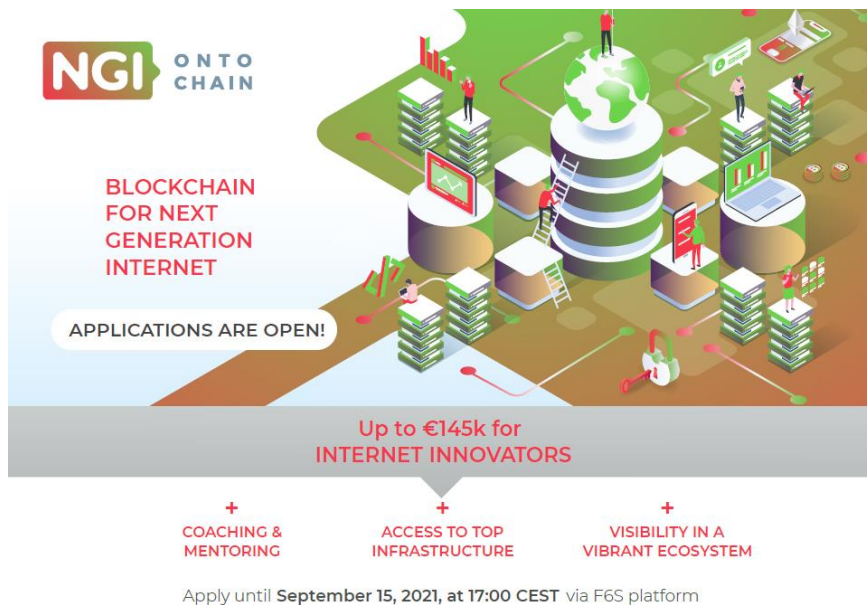 NGI ONTO
CHAIN
BLOCKCHAIN
FOR NEXT
GENERATION
INTERNET
APPLICATIONS ARE OPEN!
Up to €145k for
INTERNET INNOVATORS
+ + +
COACHING & ACCESS TO TOP VISIBILITY IN A
MENTORING INFRASTRUCTURE VIBRANT ECOSYSTEM
Apply until September 15, 2021, at 17:00 CEST via F6S platform